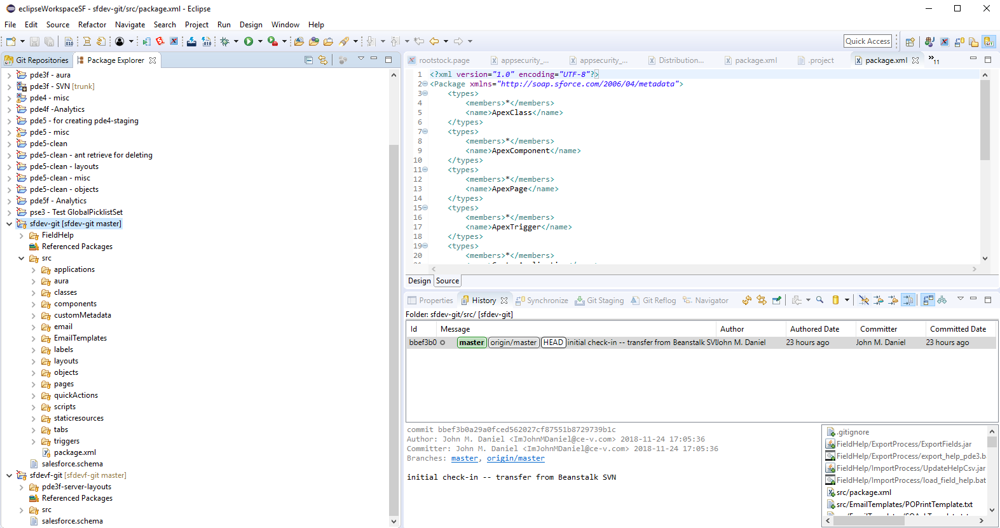 eclipseWorkspaceSF - sfdev-git/src/package.xml - Eclipse
File Edit Source Refactor Navigate Search Project Run Design Window Help
Quick Access
Git Repositories Package Explorer
pde3f - aura
pde3f - SVN [trunk]
pde4 - misc
pde4f -Analytics
pde5 - for creating pde4-staging
pde5 - misc
pde5-clean
pde5-clean - ant retrieve for deleting
pde5-clean - layouts
pde5-clean - misc
pde5-clean - objects
pde5f - Analytics
pse3 - Test GlobalPicklistSet
sfdev-git [sfdev-git master]
FieldHelp
Referenced Packages
src
applications
aura
classes
components
customMetadata
email
EmailTemplates
labels
layouts
objects
pages
quickActions
scripts
staticresources
tabs
triggers
package.xml
salesforce.schema
sfdevf-git [sfdevf-git master]
pde3f-server-layouts
Referenced Packages
src
salesforce.schema
rootstock.page appsecurity_... appsecurity_... Distribution... package.xml .project package.xml 11
1 <?xml version="1.0" encoding="UTF-8"?>
2 <Package xmlns="http://soap.sforce.com/2006/04/metadata">
3 <types>
4 <members>*</members>
5 <name>ApexClass</name>
6 </types>
7 <types>
8 <members>*</members>
9 <name>ApexComponent</name>
10 </types>
11 <types>
12 <members>*</members>
13 <name>ApexPage</name>
14 </types>
15 <types>
16 <members>*</members>
17 <name>ApexTrigger</name>
18 </types>
19 <types>
20 <members>*</members>
Design Source
Properties History Synchronize Git Staging Git Reflog Navigator
Folder: sfdev-git/src/ [sfdev-git]
Id Message Author Authored Date Committer Committed Date
bbef3b0 master origin/master HEAD initial check-in -- transfer from Beanstalk SVN John M. Daniel 23 hours ago John M. Daniel 23 hours ago
commit bbef3b0a29a0fced562027cf87551b8729739b1c
Author: John M. Daniel <ImJohnMDaniel@ce-v.com> 2018-11-24 17:05:36
Committer: John M. Daniel <ImJohnMDaniel@ce-v.com> 2018-11-24 17:05:36
Branches: master, origin/master
initial check-in -- transfer from Beanstalk SVN
.gitignore
FieldHelp/ExportProcess/ExportFields.jar
FieldHelp/ExportProcess/export_help_pde3.b
FieldHelp/ImportProcess/UpdateHelpCsv.jar
FieldHelp/ImportProcess/load_field_help.bat
src/package.xml
src/EmailTemplates/POPrintTemplate.txt